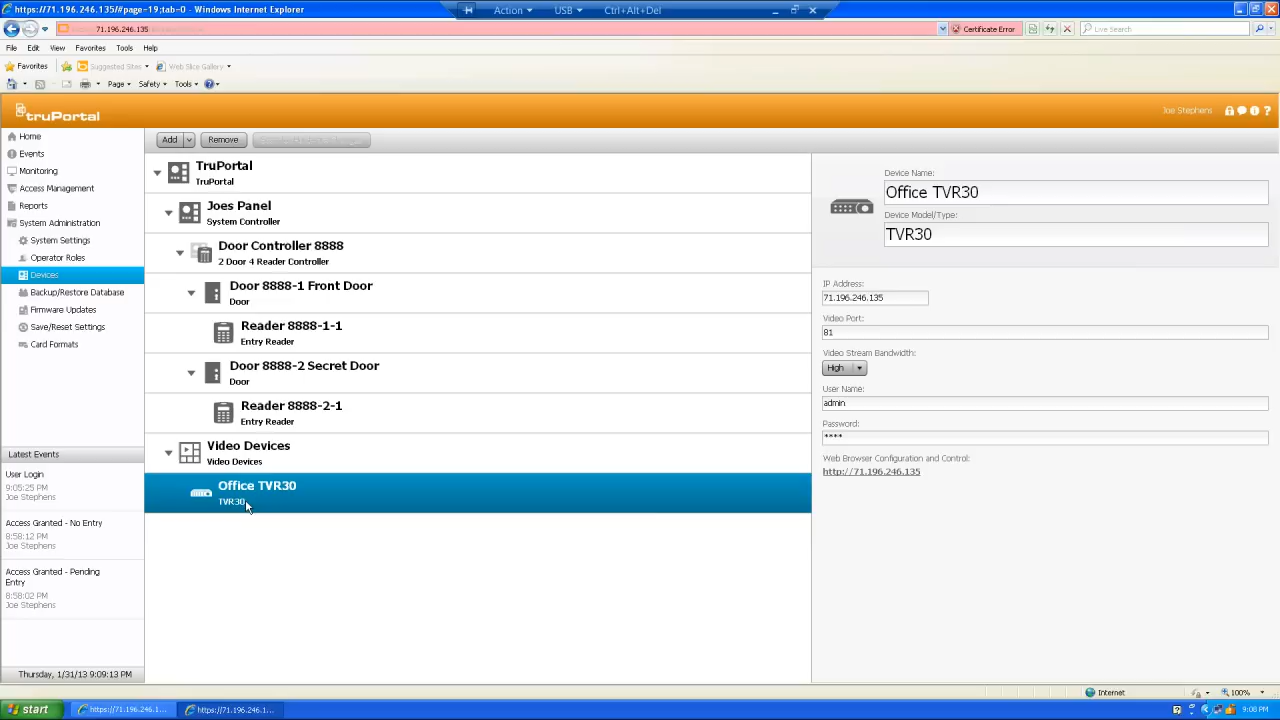 https://71.196.246.135/#page=19;tab=0 - Windows Internet Explorer
Action USB Ctrl+Alt+Del
71.196.246.135
Certificate Error
Live Search
File Edit View Favorites Tools Help
Favorites Suggested Sites Web Slice Gallery
Page Safety Tools
truPortal
Joe Stephens
Home
Events
Monitoring
Access Management
Reports
System Administration
System Settings
Operator Roles
Devices
Backup/Restore Database
Firmware Updates
Save/Reset Settings
Card Formats
Latest Events
User Login
9:05:25 PM
Joe Stephens
Access Granted - No Entry
8:58:12 PM
Joe Stephens
Access Granted - Pending
Entry
8:58:02 PM
Joe Stephens
Thursday, 1/31/13 9:09:13 PM
Add Remove
TruPortal
TruPortal
Joes Panel
System Controller
Door Controller 8888
2 Door 4 Reader Controller
Door 8888-1 Front Door
Door
Reader 8888-1-1
Entry Reader
Door 8888-2 Secret Door
Door
Reader 8888-2-1
Entry Reader
Video Devices
Video Devices
Office TVR30
TVR30
Device Name:
Office TVR30
Device Model/Type:
TVR30
IP Address:
71.196.246.135
Video Port:
81
Video Stream Bandwidth:
High
User Name:
admin
Password:
****
Web Browser Configuration and Control:
http://71.196.246.135
Internet 100%
start https://71.196.246.1... https://71.196.246.1... 9:08 PM